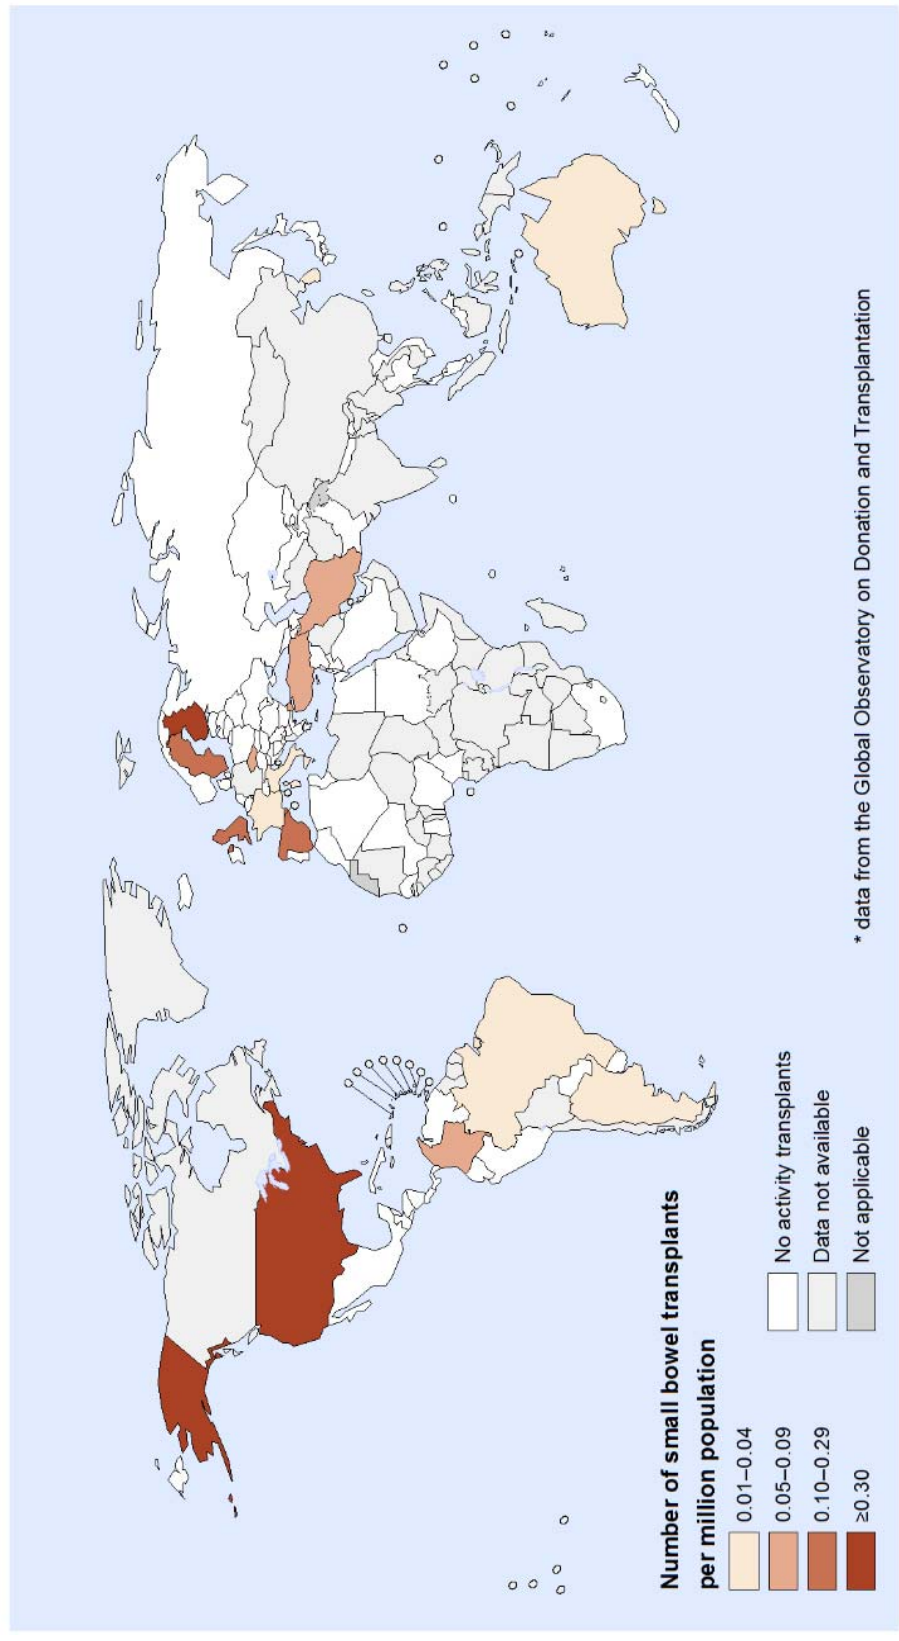 Number of small bowel transplants
per million population
0.01–0.04
0.05–0.09
0.10–0.29
≥0.30
No activity transplants
Data not available
Not applicable
* data from the Global Observatory on Donation and Transplantation